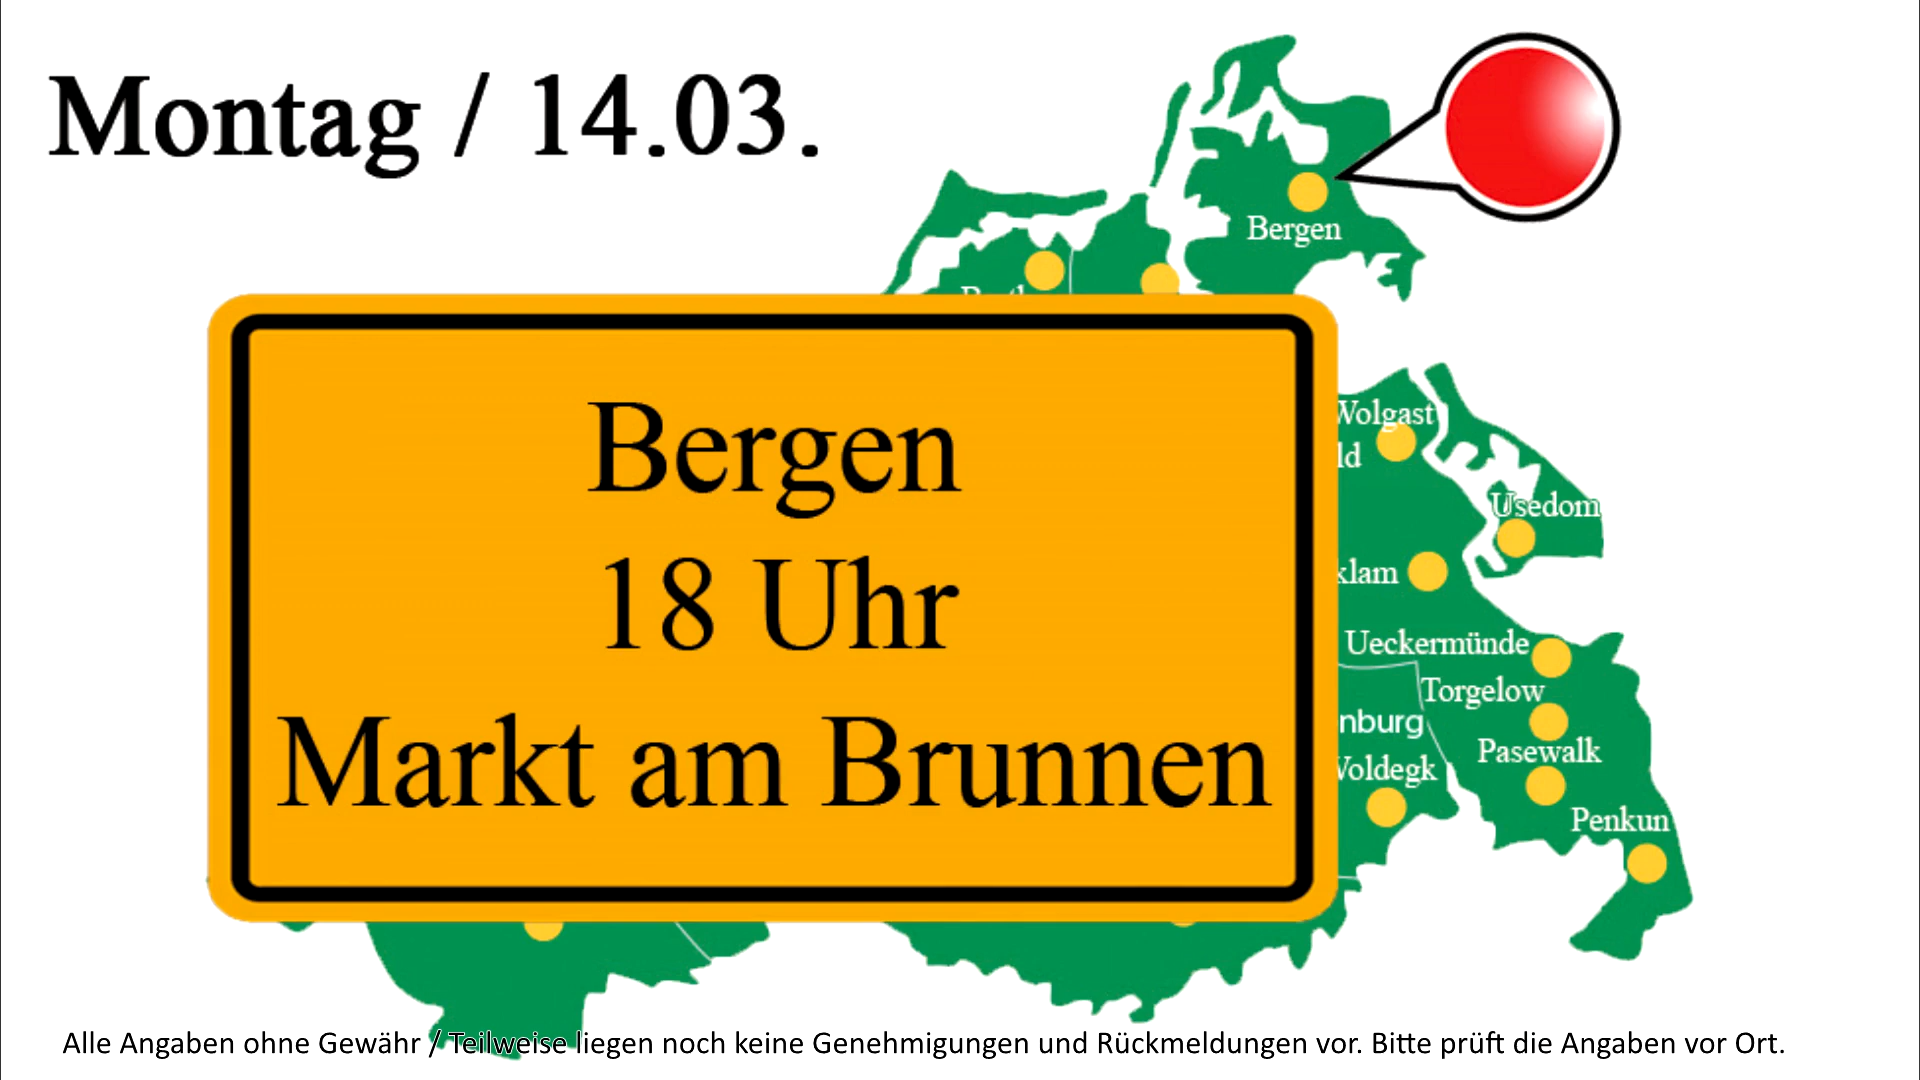 Montag / 14.03.
Bergen
Wolgast
Usedom
Ueckermünde
Torgelow
nburg
Pasewalk
Penkun
Bergen
18 Uhr
Markt am Brunnen
Alle Angaben ohne Gewähr / Teilweise liegen noch keine Genehmigungen und Rückmeldungen vor. Bitte prüft die Angaben vor Ort.